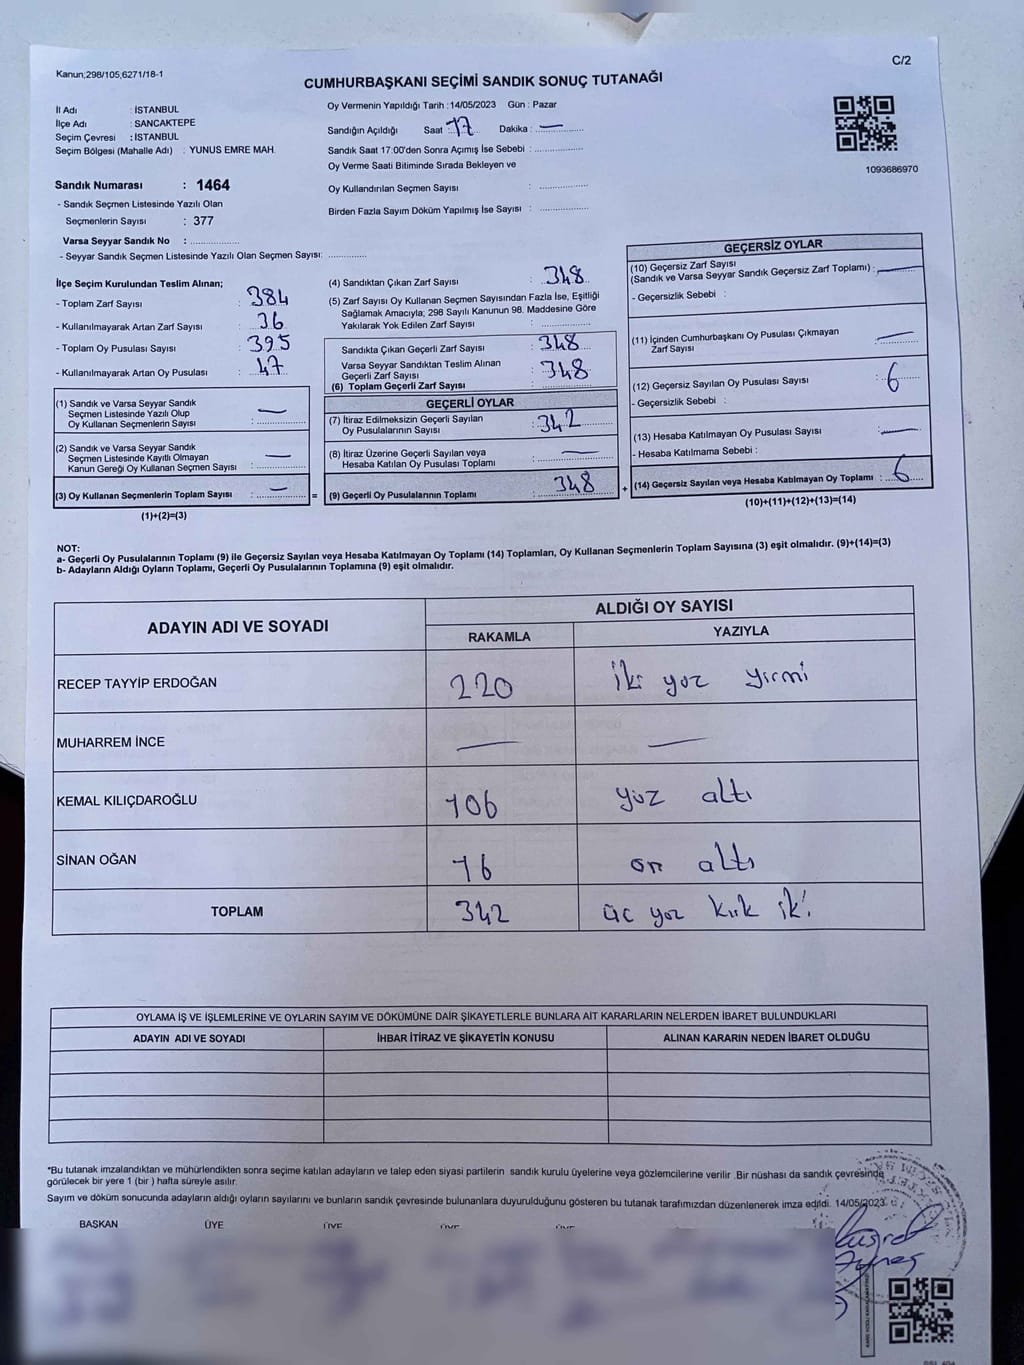 Kanun;298/105,6271/18-1
C/2
CUMHURBAŞKANI SEÇİMİ SANDIK SONUÇ TUTANAĞI
İl Adı : İSTANBUL
İlçe Adı : SANCAKTEPE
Seçim Çevresi : İSTANBUL
Seçim Bölgesi (Mahalle Adı) : YUNUS EMRE MAH.
Oy Vermenin Yapıldığı Tarih :14/05/2023 Gün : Pazar
Sandığın Açıldığı Saat : 17 Dakika : —
Sandık Saat 17:00'den Sonra Açımış İse Sebebi :
Oy Verme Saati Bitiminde Sırada Bekleyen ve
Oy Kullandırılan Seçmen Sayısı :
Birden Fazla Sayım Döküm Yapılmış İse Sayısı :
1093686970
Sandık Numarası : 1464
- Sandık Seçmen Listesinde Yazılı Olan
Seçmenlerin Sayısı : 377
Varsa Seyyar Sandık No :
- Seyyar Sandık Seçmen Listesinde Yazılı Olan Seçmen Sayısı:
İlçe Seçim Kurulundan Teslim Alınan;
- Toplam Zarf Sayısı : 384
- Kullanılmayarak Artan Zarf Sayısı : 36
- Toplam Oy Pusulası Sayısı : 395
- Kullanılmayarak Artan Oy Pusulası : 47
(1) Sandık ve Varsa Seyyar Sandık
Seçmen Listesinde Yazılı Olup
Oy Kullanan Seçmenlerin Sayısı : —
(2) Sandık ve Varsa Seyyar Sandık
Seçmen Listesinde Kayıtlı Olmayan
Kanun Gereği Oy Kullanan Seçmen Sayısı : —
(3) Oy Kullanan Seçmenlerin Toplam Sayısı : — =
(1)+(2)=(3)
(4) Sandıktan Çıkan Zarf Sayısı : 348
(5) Zarf Sayısı Oy Kullanan Seçmen Sayısından Fazla İse, Eşitliği
Sağlamak Amacıyla; 298 Sayılı Kanunun 98. Maddesine Göre
Yakılarak Yok Edilen Zarf Sayısı :
Sandıkta Çıkan Geçerli Zarf Sayısı : 348
Varsa Seyyar Sandıktan Teslim Alınan
Geçerli Zarf Sayısı : 348
(6) Toplam Geçerli Zarf Sayısı :
GEÇERLİ OYLAR
(7) İtiraz Edilmeksizin Geçerli Sayılan
Oy Pusulalarının Sayısı : 342
(8) İtiraz Üzerine Geçerli Sayılan veya
Hesaba Katılan Oy Pusulası Toplamı : —
(9) Geçerli Oy Pusulalarının Toplamı : 348 +
GEÇERSİZ OYLAR
(10) Geçersiz Zarf Sayısı
(Sandık ve Varsa Seyyar Sandık Geçersiz Zarf Toplamı) : —
- Geçersizlik Sebebi :
(11) İçinden Cumhurbaşkanı Oy Pusulası Çıkmayan
Zarf Sayısı : —
(12) Geçersiz Sayılan Oy Pusulası Sayısı : 6
- Geçersizlik Sebebi :
(13) Hesaba Katılmayan Oy Pusulası Sayısı : —
- Hesaba Katılmama Sebebi :
(14) Geçersiz Sayılan veya Hesaba Katılmayan Oy Toplamı : 6
(10)+(11)+(12)+(13)=(14)
NOT:
a- Geçerli Oy Pusulalarının Toplamı (9) ile Geçersiz Sayılan veya Hesaba Katılmayan Oy Toplamı (14) Toplamları, Oy Kullanan Seçmenlerin Toplam Sayısına (3) eşit olmalıdır. (9)+(14)=(3)
b- Adayların Aldığı Oyların Toplamı, Geçerli Oy Pusulalarının Toplamına (9) eşit olmalıdır.
ADAYIN ADI VE SOYADI
ALDIĞI OY SAYISI
RAKAMLA YAZIYLA
RECEP TAYYİP ERDOĞAN 220 iki yüz yirmi
MUHARREM İNCE — —
KEMAL KILIÇDAROĞLU 106 yüz altı
SİNAN OĞAN 16 on altı
TOPLAM 342 üç yüz kırk iki
OYLAMA İŞ VE İŞLEMLERİNE VE OYLARIN SAYIM VE DÖKÜMÜNE DAİR ŞİKAYETLERLE BUNLARA AİT KARARLARIN NELERDEN İBARET BULUNDUKLARI
ADAYIN ADI VE SOYADI İHBAR İTİRAZ VE ŞİKAYETİN KONUSU ALINAN KARARIN NEDEN İBARET OLDUĞU
*Bu tutanak imzalandıktan ve mühürlendikten sonra seçime katılan adayların ve talep eden siyasi partilerin sandık kurulu üyelerine veya gözlemcilerine verilir. Bir nüshası da sandık çevresinde
görülecek bir yere 1 (bir ) hafta süreyle asılır.
Sayım ve döküm sonucunda adayların aldığı oyların sayılarını ve bunların sandık çevresinde bulunanlara duyurulduğunu gösteren bu tutanak tarafımızdan düzenlenerek imza edildi. 14/05/2023
BAŞKAN ÜYE ÜYE ÜYE ÜYE